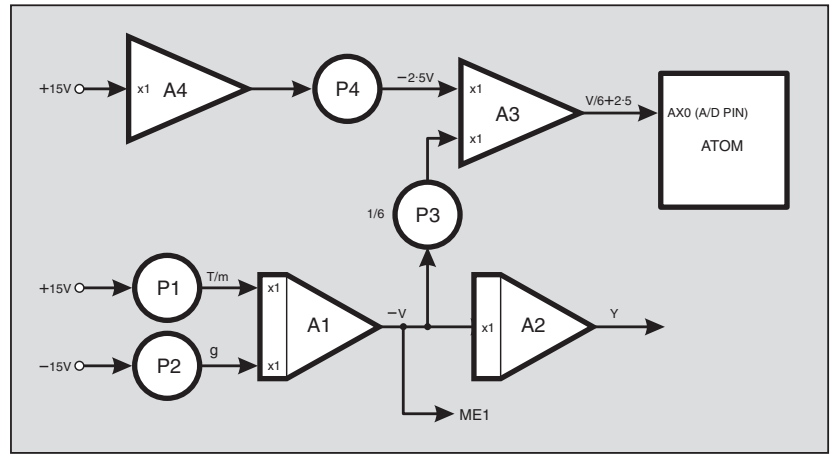 +15V
x1
A4
P4
−2·5V
x1
x1
A3
V/6+2·5
AX0 (A/D PIN)
ATOM
1/6
P3
+15V
P1
T/m
x1
A1
−V
x1
A2
Y
−15V
P2
g
x1
ME1